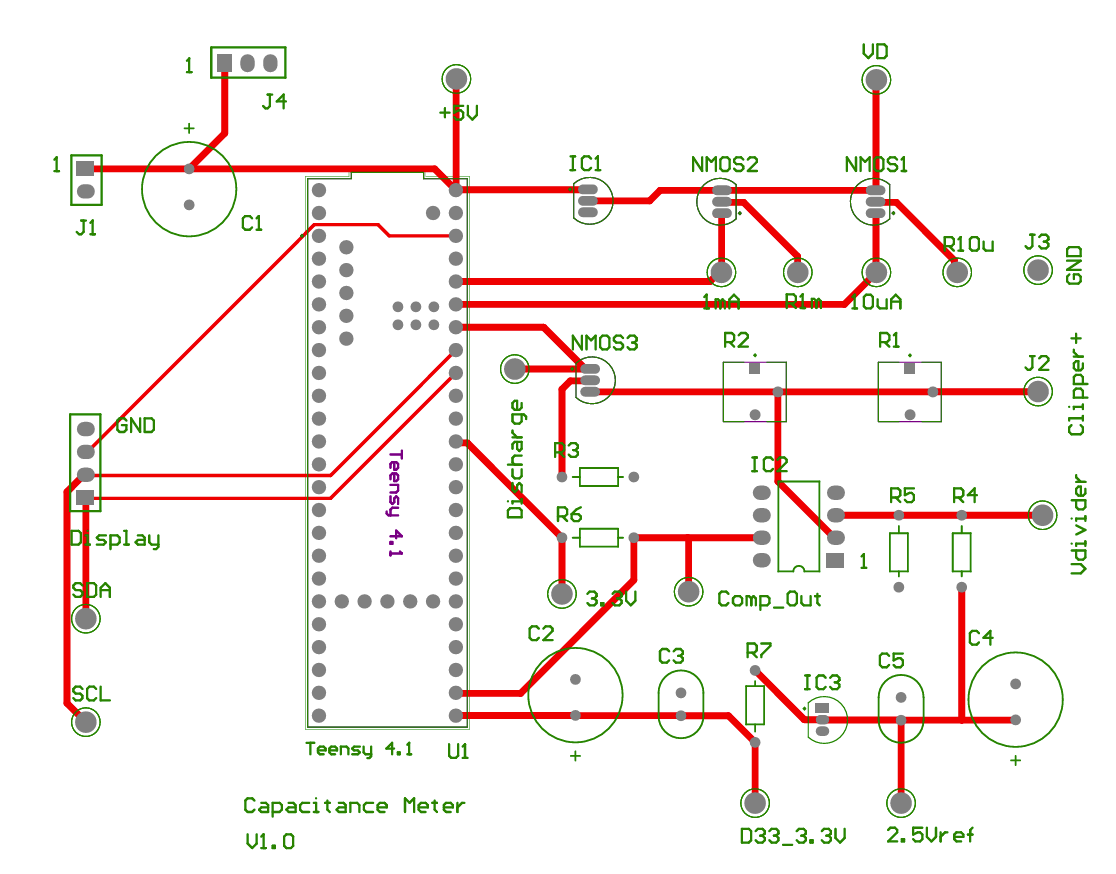 VD
1
J4
+5V
1
IC1
NMOS2
NMOS1
J1
C1
R10u
J3
GND
1mA
R1m
10uA
NMOS3
R2
R1
J2
Clipper+
GND
Discharge
R3
Teensy 4.1
IC2
R6
R5
R4
Vdivider
Display
1
SDA
3.3V
Comp_Out
C2
C3
R7
C5
C4
SCL
IC3
Teensy 4.1
U1
Capacitance Meter
V1.0
D33_3.3V
2.5Vref